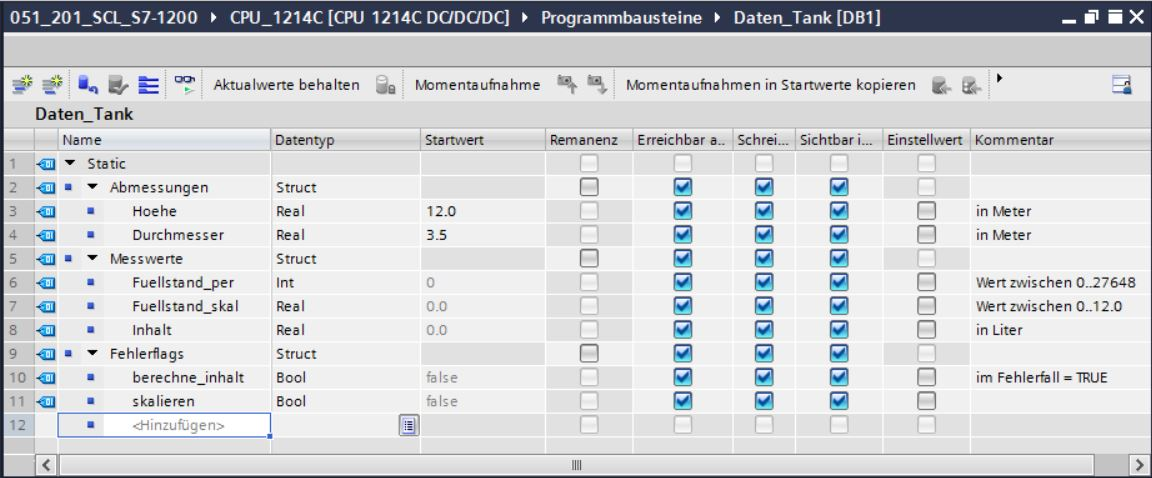 051_201_SCL_S7-1200 ▸ CPU_1214C [CPU 1214C DC/DC/DC] ▸ Programmbausteine ▸ Daten_Tank [DB1]
Aktualwerte behalten Momentaufnahme Momentaufnahmen in Startwerte kopieren
Daten_Tank
Name Datentyp Startwert Remanenz Erreichbar a... Schrei... Sichtbar i... Einstellwert Kommentar
1 Static
2 Abmessungen Struct
3 Hoehe Real 12.0 in Meter
4 Durchmesser Real 3.5 in Meter
5 Messwerte Struct
6 Fuellstand_per Int 0 Wert zwischen 0..27648
7 Fuellstand_skal Real 0.0 Wert zwischen 0..12.0
8 Inhalt Real 0.0 in Liter
9 Fehlerflags Struct
10 berechne_inhalt Bool false im Fehlerfall = TRUE
11 skalieren Bool false
12 <Hinzufügen>